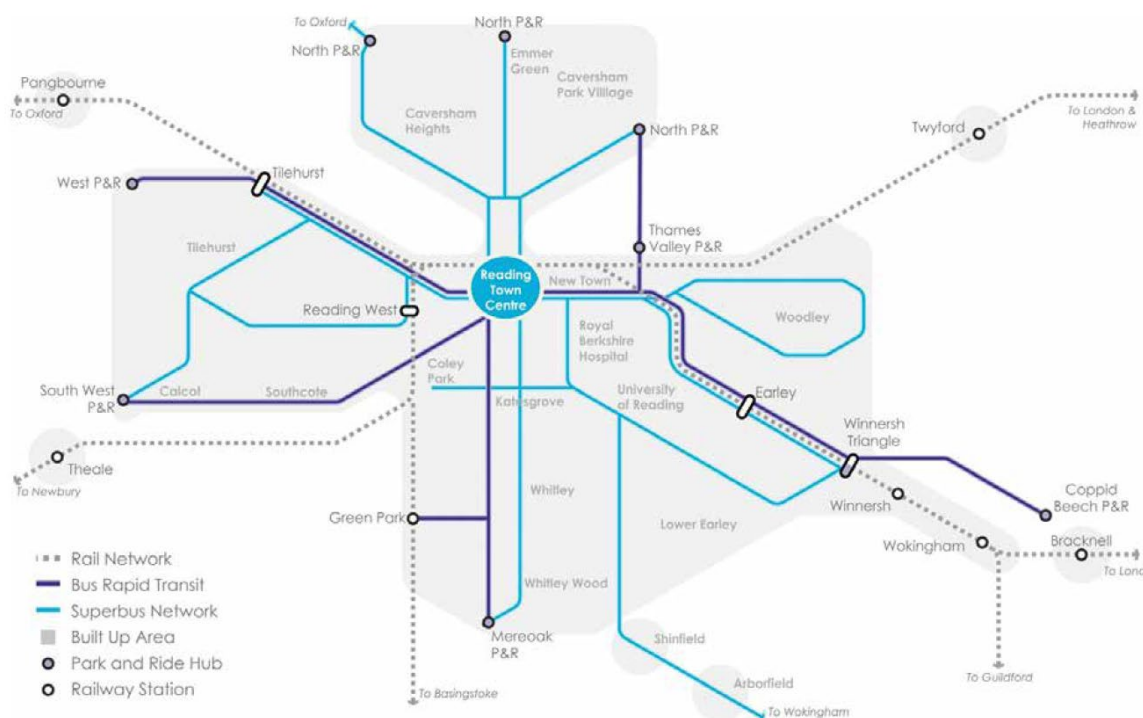 To Oxford
North P&R
North P&R
Emmer
Green
Caversham
Park Villilage
Pangbourne
To Oxford
Caversham
Heights
North P&R
To London &
Heathrow
Twyford
West P&R
Tilehurst
Tilehurst
Thames
Valley P&R
Reading
Town
Centre
New Town
Reading West
Woodley
Royal
Berkshire
Hospital
Coley
Park
South West
P&R
Calcot
Southcote
Katesgrove
University
of Reading
Earley
Winnersh
Triangle
Theale
To Newbury
Whitley
Green Park
Lower Earley
Winnersh
Coppid
Beech P&R
Wokingham
Bracknell
To Lond
Rail Network
Bus Rapid Transit
Superbus Network
Built Up Area
Park and Ride Hub
Railway Station
Whitley Wood
Mereoak
P&R
Shinfield
Arborfield
To Guildford
To Basingstoke
To Wokingham